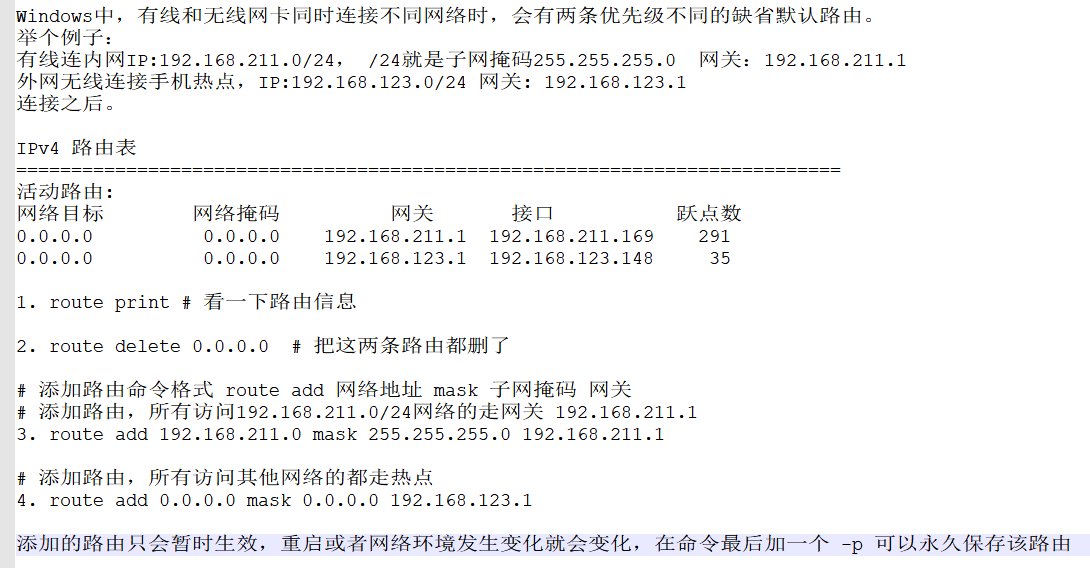 Windows中，有线和无线网卡同时连接不同网络时，会有两条优先级不同的缺省默认路由。
举个例子：
有线连内网IP:192.168.211.0/24， /24就是子网掩码255.255.255.0  网关：192.168.211.1
外网无线连接手机热点，IP:192.168.123.0/24 网关: 192.168.123.1
连接之后。
IPv4 路由表
===========================================================================
活动路由:
网络目标        网络掩码          网关       接口              跃点数
0.0.0.0          0.0.0.0    192.168.211.1  192.168.211.169    291
0.0.0.0          0.0.0.0    192.168.123.1  192.168.123.148     35
1. route print # 看一下路由信息
2. route delete 0.0.0.0  # 把这两条路由都删了
# 添加路由命令格式 route add 网络地址 mask 子网掩码 网关
# 添加路由，所有访问192.168.211.0/24网络的走网关 192.168.211.1
3. route add 192.168.211.0 mask 255.255.255.0 192.168.211.1
# 添加路由，所有访问其他网络的都走热点
4. route add 0.0.0.0 mask 0.0.0.0 192.168.123.1
添加的路由只会暂时生效，重启或者网络环境发生变化就会变化，在命令最后加一个 -p 可以永久保存该路由